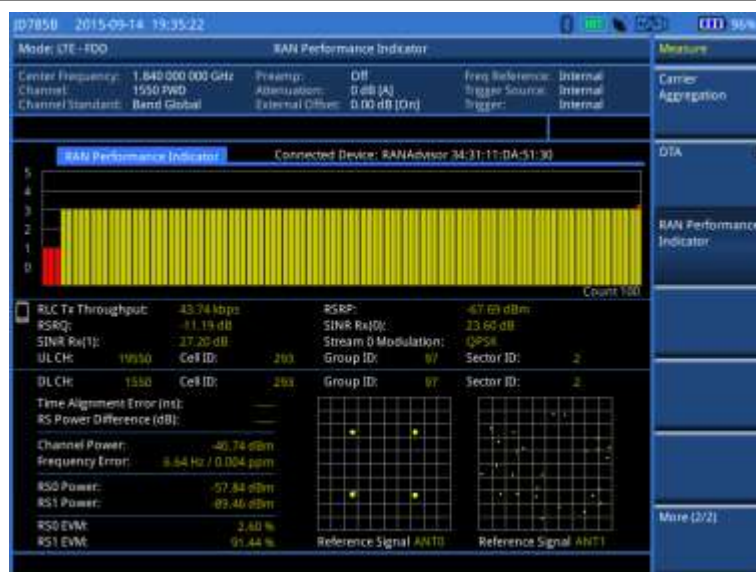 JD785B 2015-09-14 19:35:22 96%
Mode: LTE - FDD RAN Performance Indicator Measure
Center Frequency: 1.840 000 000 GHz Preamp: Off Freq Reference: Internal
Channel: 1550 FWD Attenuation: 0 dB [A] Trigger Source: Internal
Channel Standard: Band Global External Offset: 0.00 dB [On] Trigger: Internal
Carrier Aggregation
RAN Performance Indicator Connected Device: RANAdvisor 34:31:11:DA:51:30
OTA
5
4
3
2
1
0
RAN Performance Indicator
Count 100
RLC Tx Throughput: 43.74 kbps RSRP: -67.69 dBm
RSRQ: -11.19 dB SINR Rx(0): 23.60 dB
SINR Rx(1): 27.20 dB Stream 0 Modulation: QPSK
UL CH: 19550 Cell ID: 293 Group ID: 97 Sector ID: 2
DL CH: 1550 Cell ID: 293 Group ID: 97 Sector ID: 2
Time Alignment Error (ns):
RS Power Difference (dB):
Channel Power: -40.74 dBm
Frequency Error: 6.64 Hz / 0.004 ppm
RS0 Power: -57.84 dBm
RS1 Power: -89.46 dBm
RS0 EVM: 2.60 %
RS1 EVM: 91.44 %
Reference Signal ANT0 Reference Signal ANT1
More (2/2)